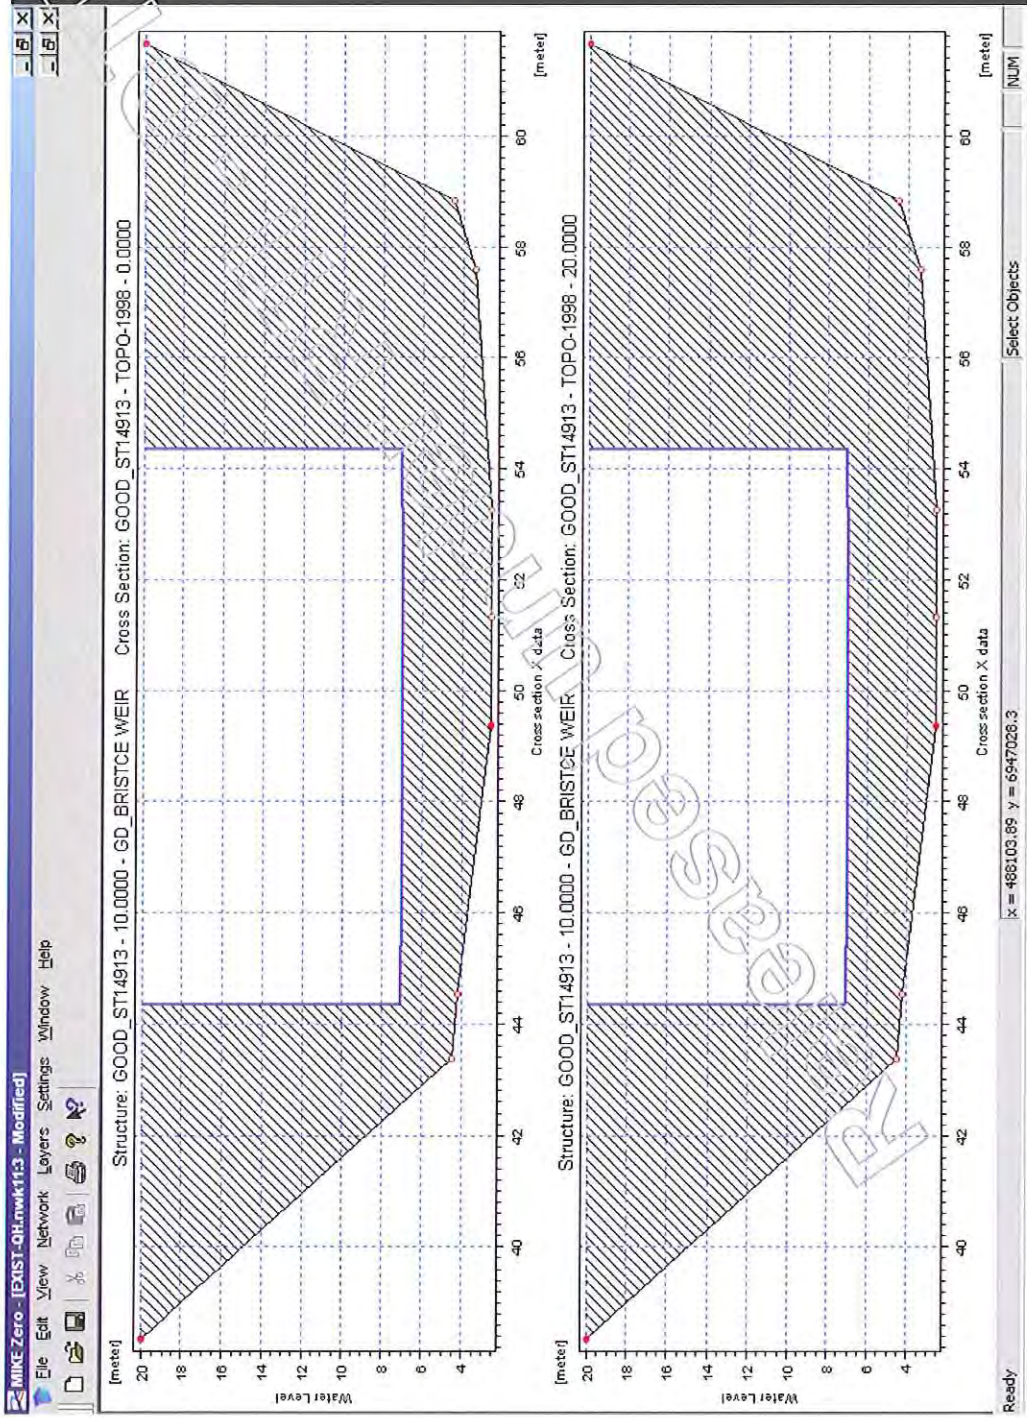 MIKE Zero - [EXIST-QH.nwk11:3 - Modified]
File Edit View Network Layers Settings Window Help
Structure: GOOD_ST14913 - 10.0000 - GD_BRISTCE WEIR Cross Section: GOOD_ST14913 - TOPO-1998 - 0.0000
[meter]
20
18
16
14
12
10
8
6
4
Water Level
40 42 44 46 48 50 52 54 56 58 60 [meter]
Cross section X data
Structure: GOOD_ST14913 - 10.0000 - GD_BRISTCE WEIR Cross Section: GOOD_ST14913 - TOPO-1998 - 20.0000
[meter]
20
18
16
14
12
10
8
6
4
Water Level
40 42 44 46 48 50 52 54 56 58 60 [meter]
Cross section X data
Ready x = 488103.89 y = 6947028.3 Select Objects NUM